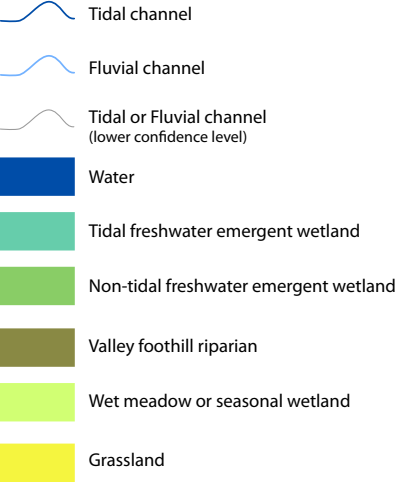 Tidal channel
Fluvial channel
Tidal or Fluvial channel
(lower confidence level)
Water
Tidal freshwater emergent wetland
Non-tidal freshwater emergent wetland
Valley foothill riparian
Wet meadow or seasonal wetland
Grassland